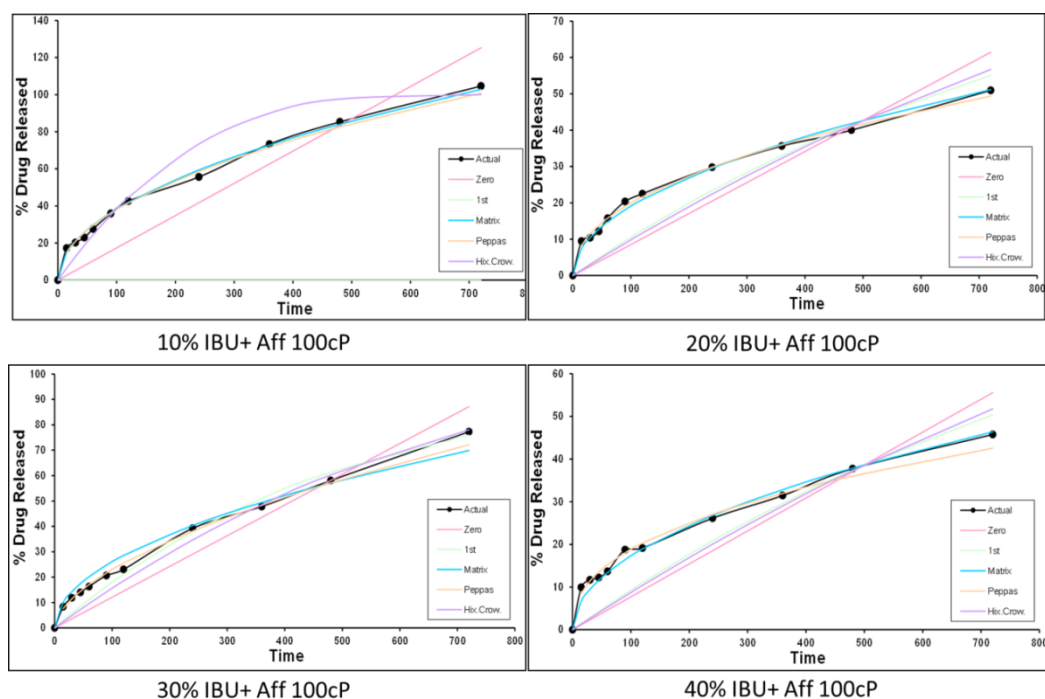 140
120
100
80
60
40
20
0
% Drug Released
0 100 200 300 400 500 600 700 8
Time
Actual
Zero
1st
Matrix
Peppas
Hix.Crow.
10% IBU+ Aff 100cP
70
60
50
40
30
20
10
0
% Drug Released
0 100 200 300 400 500 600 700 800
Time
Actual
Zero
1st
Matrix
Peppas
Hix.Crow.
20% IBU+ Aff 100cP
100
90
80
70
60
50
40
30
20
10
0
% Drug Released
0 100 200 300 400 500 600 700 800
Time
Actual
Zero
1st
Matrix
Peppas
Hix.Crow.
30% IBU+ Aff 100cP
60
50
40
30
20
10
0
% Drug Released
0 100 200 300 400 500 600 700 800
Time
Actual
Zero
1st
Matrix
Peppas
Hix.Crow.
40% IBU+ Aff 100cP